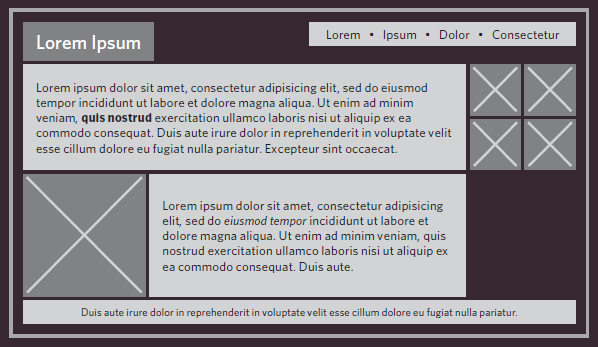 Lorem Ipsum
Lorem • Ipsum • Dolor • Consectetur
Lorem ipsum dolor sit amet, consectetur adipisicing elit, sed do eiusmod
tempor incididunt ut labore et dolore magna aliqua. Ut enim ad minim
veniam, quis nostrud exercitation ullamco laboris nisi ut aliquip ex ea
commodo consequat. Duis aute irure dolor in reprehenderit in voluptate velit
esse cillum dolore eu fugiat nulla pariatur. Excepteur sint occaecat.
Lorem ipsum dolor sit amet, consectetur adipisicing
elit, sed do eiusmod tempor incididunt ut labore et
dolore magna aliqua. Ut enim ad minim veniam, quis
nostrud exercitation ullamco laboris nisi ut aliquip ex
ea commodo consequat. Duis aute.
Duis aute irure dolor in reprehenderit in voluptate velit esse cillum dolore eu fugiat nulla pariatur.